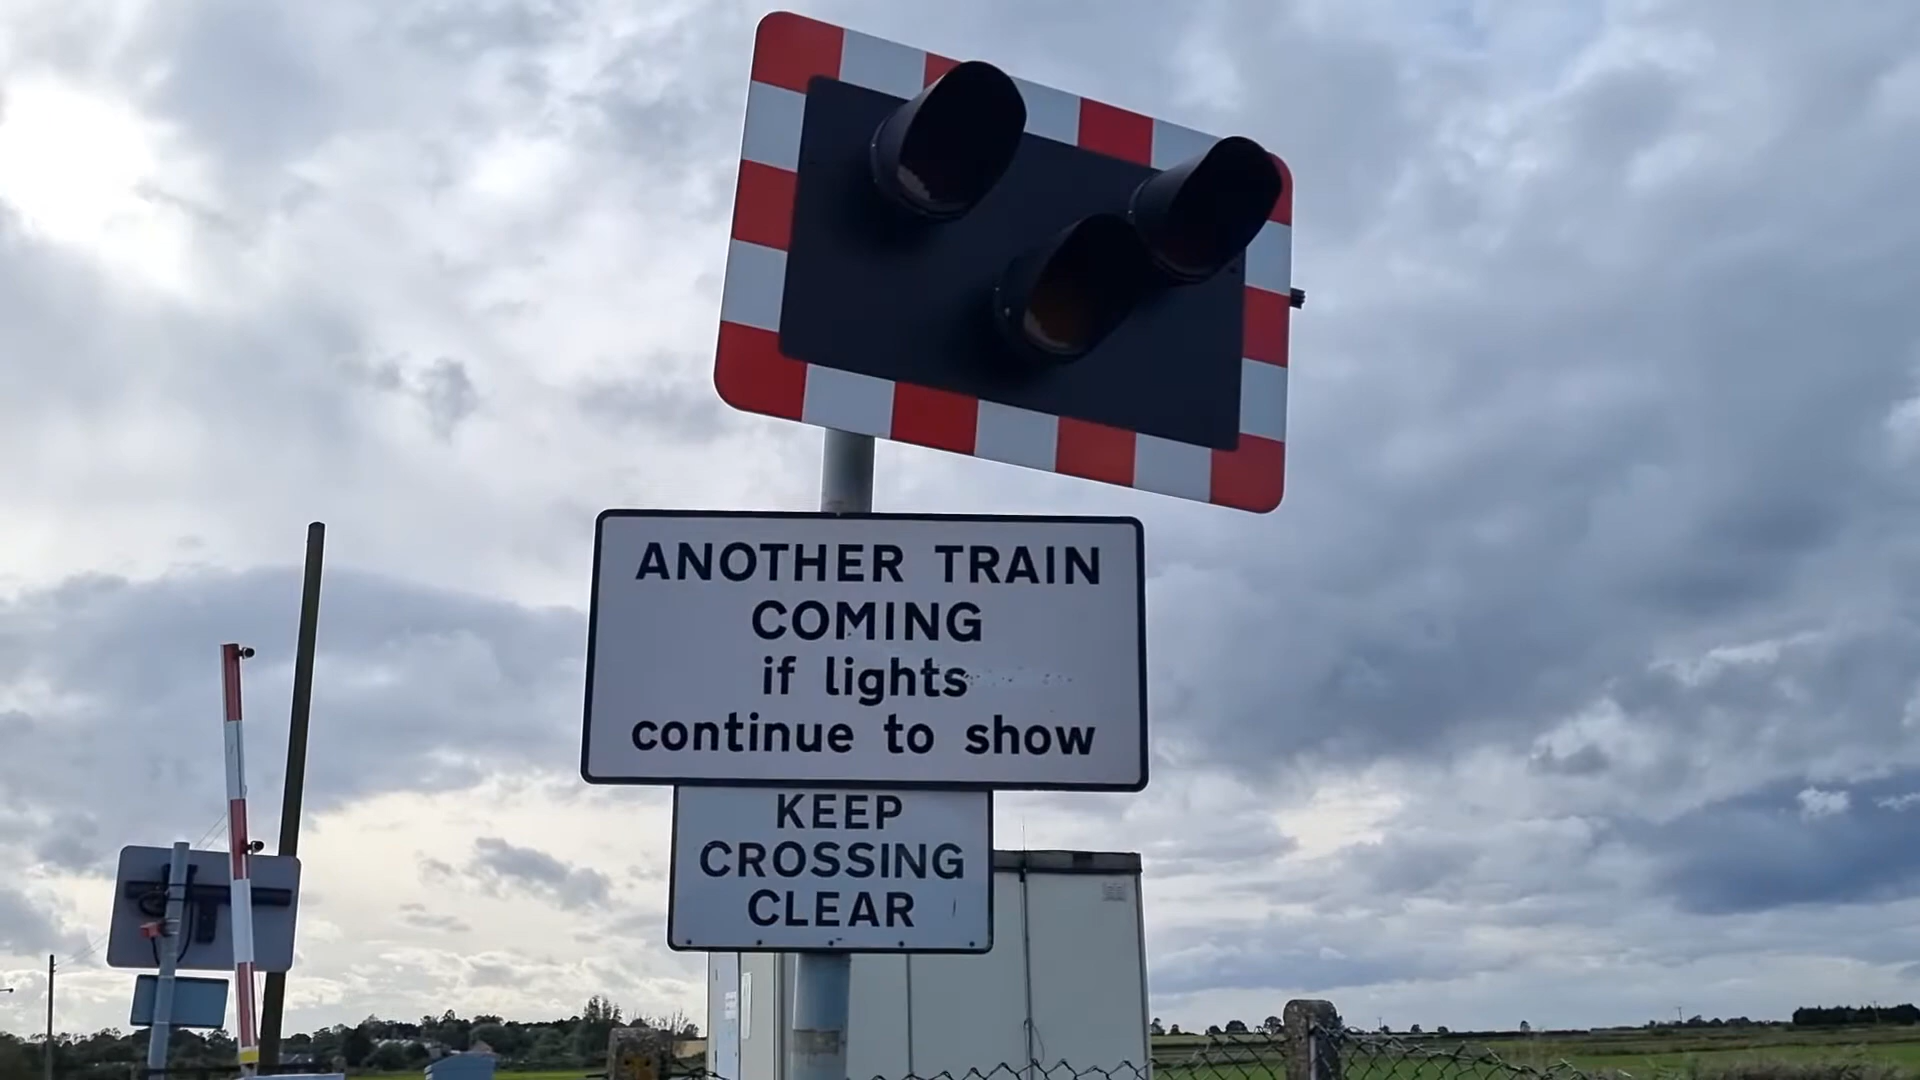 ANOTHER TRAIN
COMING
if lights
continue to show
KEEP
CROSSING
CLEAR